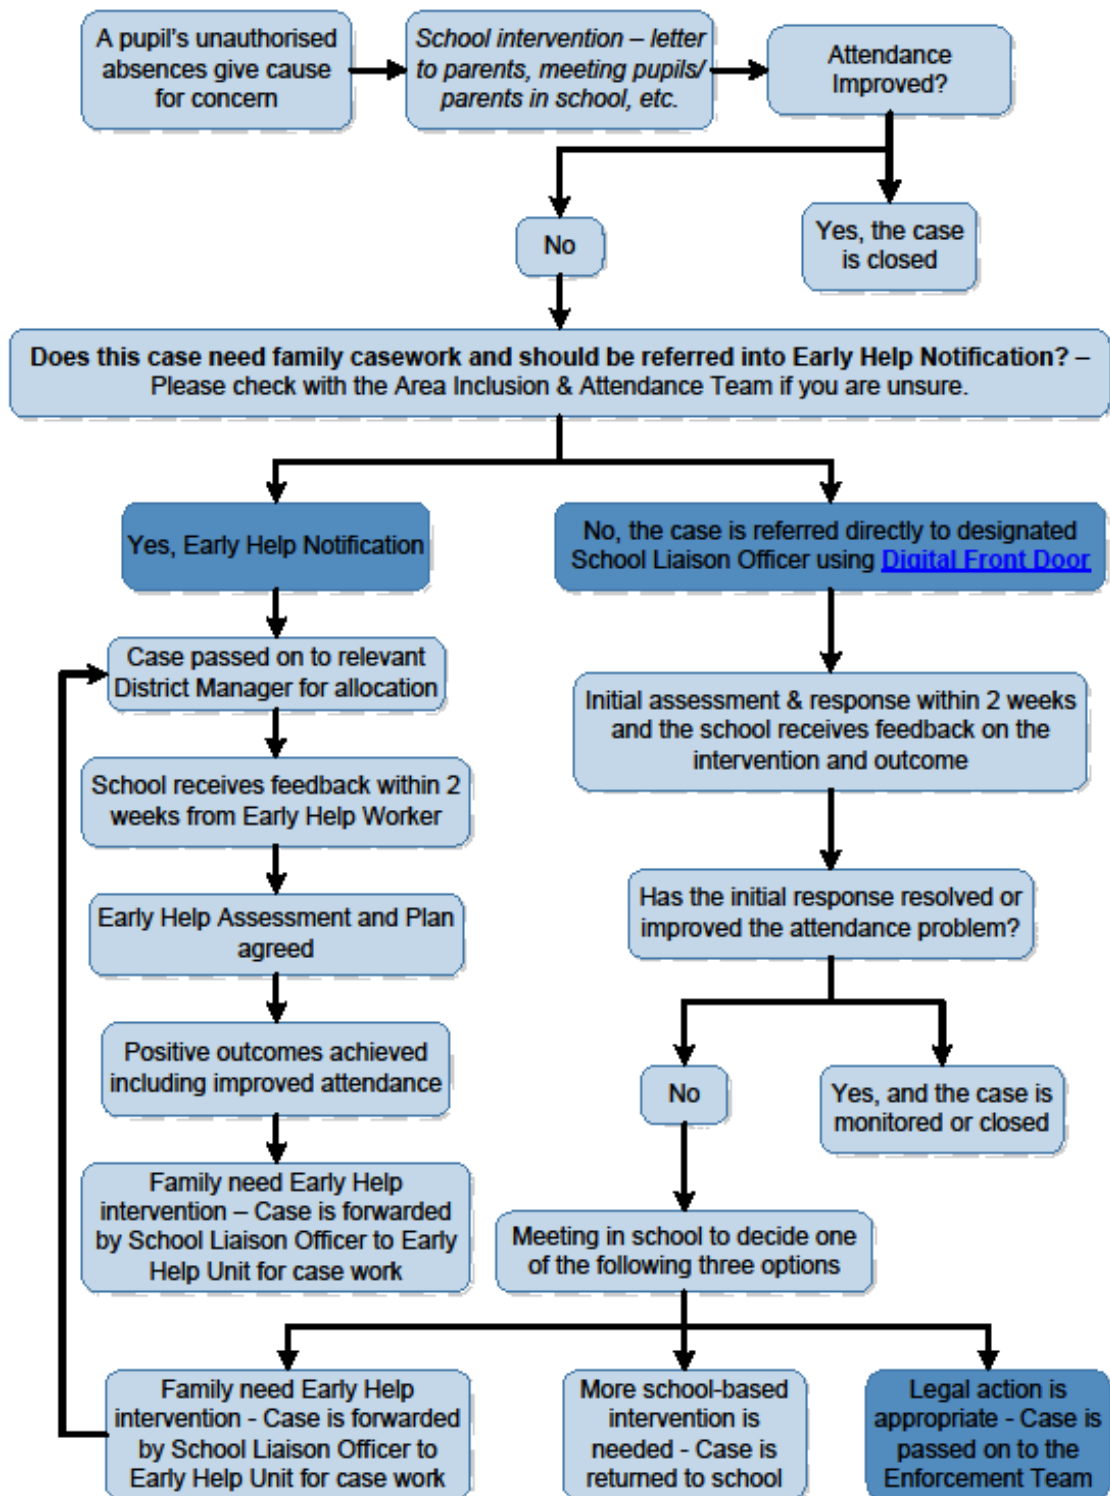 A pupil's unauthorised
absences give cause
for concern
School intervention – letter
to parents, meeting pupils/
parents in school, etc.
Attendance
Improved?
No
Yes, the case
is closed
Does this case need family casework and should be referred into Early Help Notification? –
Please check with the Area Inclusion & Attendance Team if you are unsure.
Yes, Early Help Notification
No, the case is referred directly to designated
School Liaison Officer using Digital Front Door
Case passed on to relevant
District Manager for allocation
School receives feedback within 2
weeks from Early Help Worker
Early Help Assessment and Plan
agreed
Positive outcomes achieved
including improved attendance
Family need Early Help
intervention – Case is forwarded
by School Liaison Officer to Early
Help Unit for case work
Initial assessment & response within 2 weeks
and the school receives feedback on the
intervention and outcome
Has the initial response resolved or
improved the attendance problem?
No
Yes, and the case is
monitored or closed
Meeting in school to decide one
of the following three options
Family need Early Help
intervention - Case is forwarded
by School Liaison Officer to
Early Help Unit for case work
More school-based
intervention is
needed - Case is
returned to school
Legal action is
appropriate - Case is
passed on to the
Enforcement Team